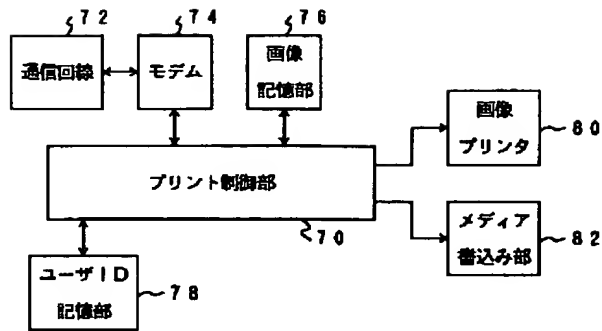 72
74
76
通信回線
モデム
画像
記憶部
画像
プリンタ
80
プリント制御部
70
メディア
書込み部
82
ユーザID
記憶部
78